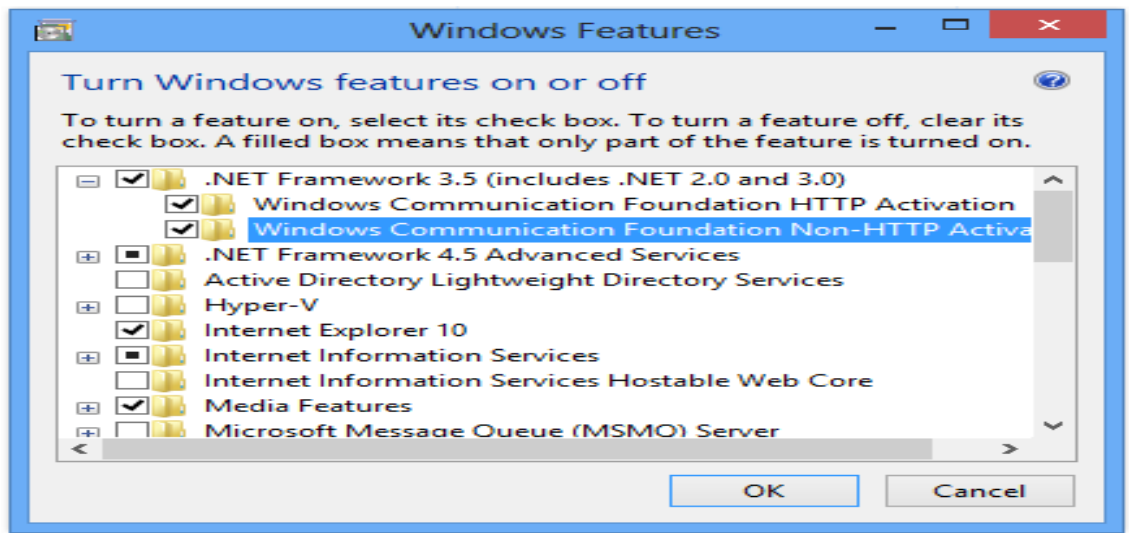 Windows Features
Turn Windows features on or off
To turn a feature on, select its check box. To turn a feature off, clear its
check box. A filled box means that only part of the feature is turned on.
.NET Framework 3.5 (includes .NET 2.0 and 3.0)
Windows Communication Foundation HTTP Activation
Windows Communication Foundation Non-HTTP Activa
.NET Framework 4.5 Advanced Services
Active Directory Lightweight Directory Services
Hyper-V
Internet Explorer 10
Internet Information Services
Internet Information Services Hostable Web Core
Media Features
Microsoft Message Queue (MSMQ) Server
OK Cancel